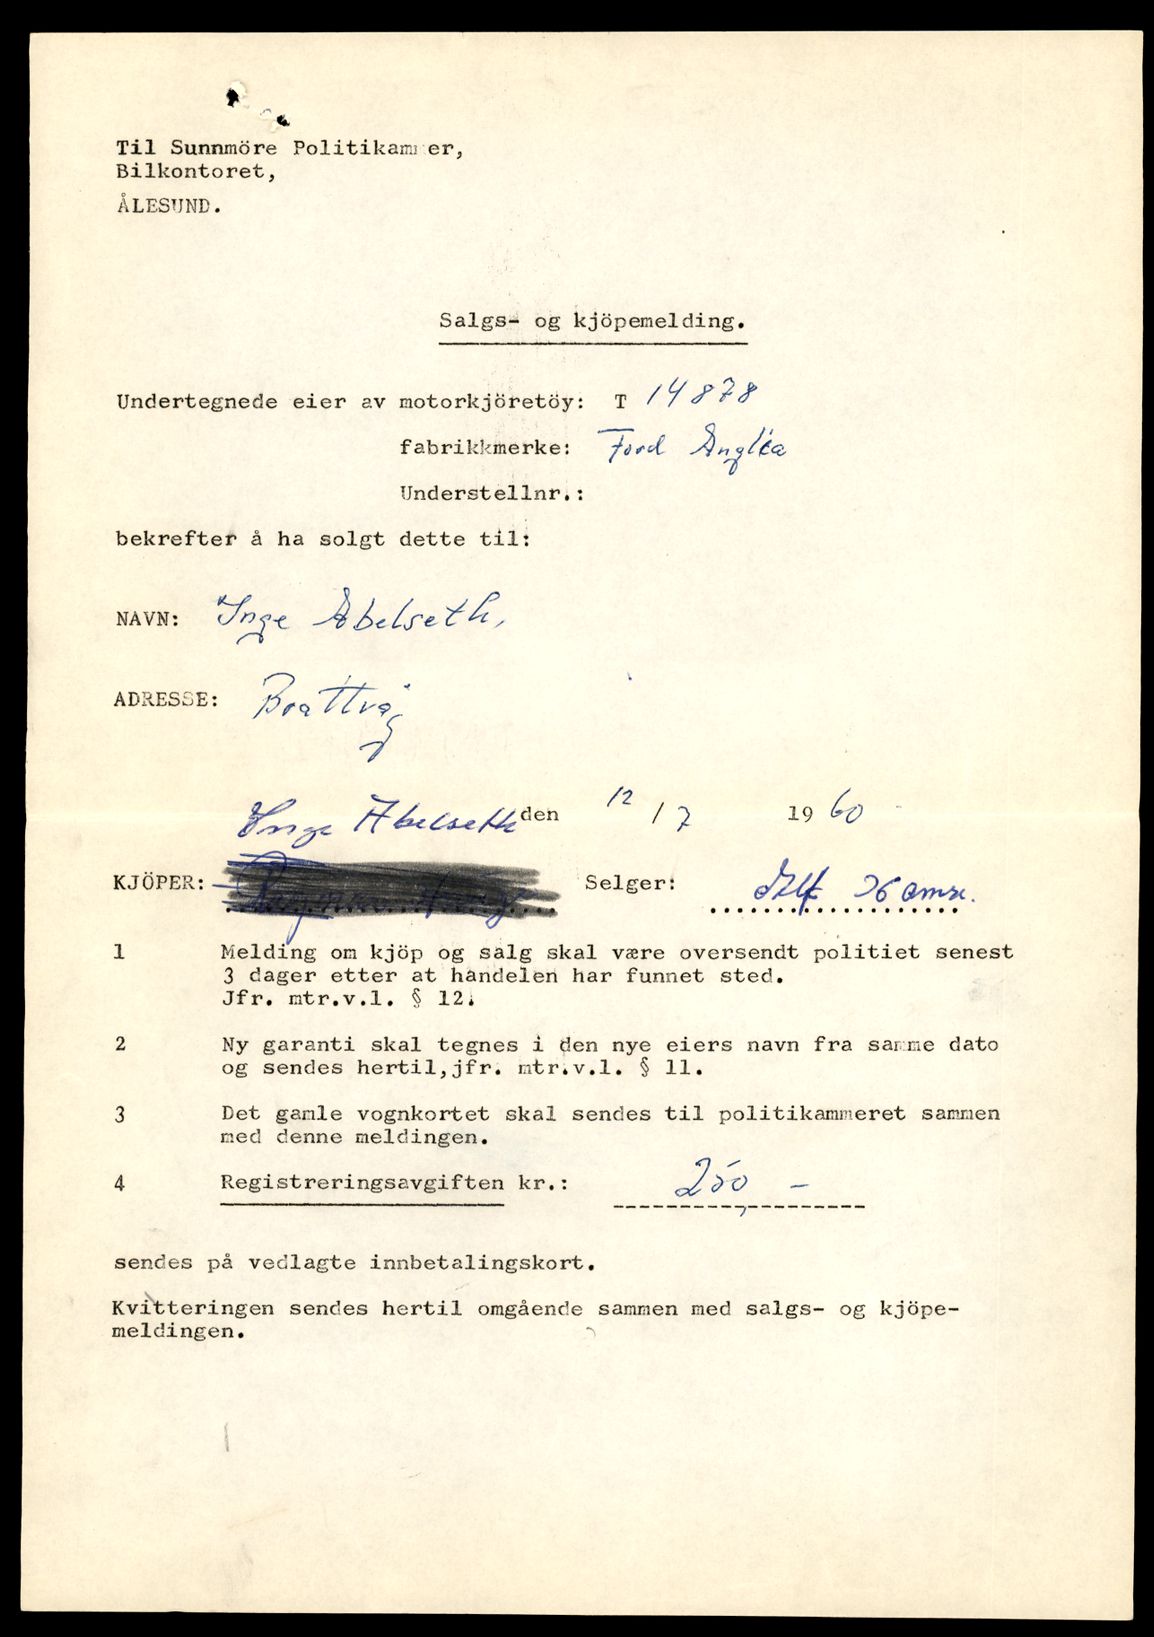 Til Sunnmöre Politikammer,
Bilkontoret,
ÅLESUND.
Salgs- og kjöpemelding.
Undertegnede eier av motorkjöretöy: T 14878
fabrikkmerke: Ford Anglia
Understellnr.:
bekrefter å ha solgt dette til:
NAVN: Inge Abelseth,
ADRESSE: Brattvåg
Inge Abelseth den 12/7 1960
KJÖPER: Selger:
1 Melding om kjöp og salg skal være oversendt politiet senest
3 dager etter at handelen har funnet sted.
Jfr. mtr.v.l. § 12.
2 Ny garanti skal tegnes i den nye eiers navn fra samme dato
og sendes hertil,jfr. mtr.v.l. § 11.
3 Det gamle vognkortet skal sendes til politikammeret sammen
med denne meldingen.
4 Registreringsavgiften kr.: 250,-
sendes på vedlagte innbetalingskort.
Kvitteringen sendes hertil omgående sammen med salgs- og kjöpe-
meldingen.